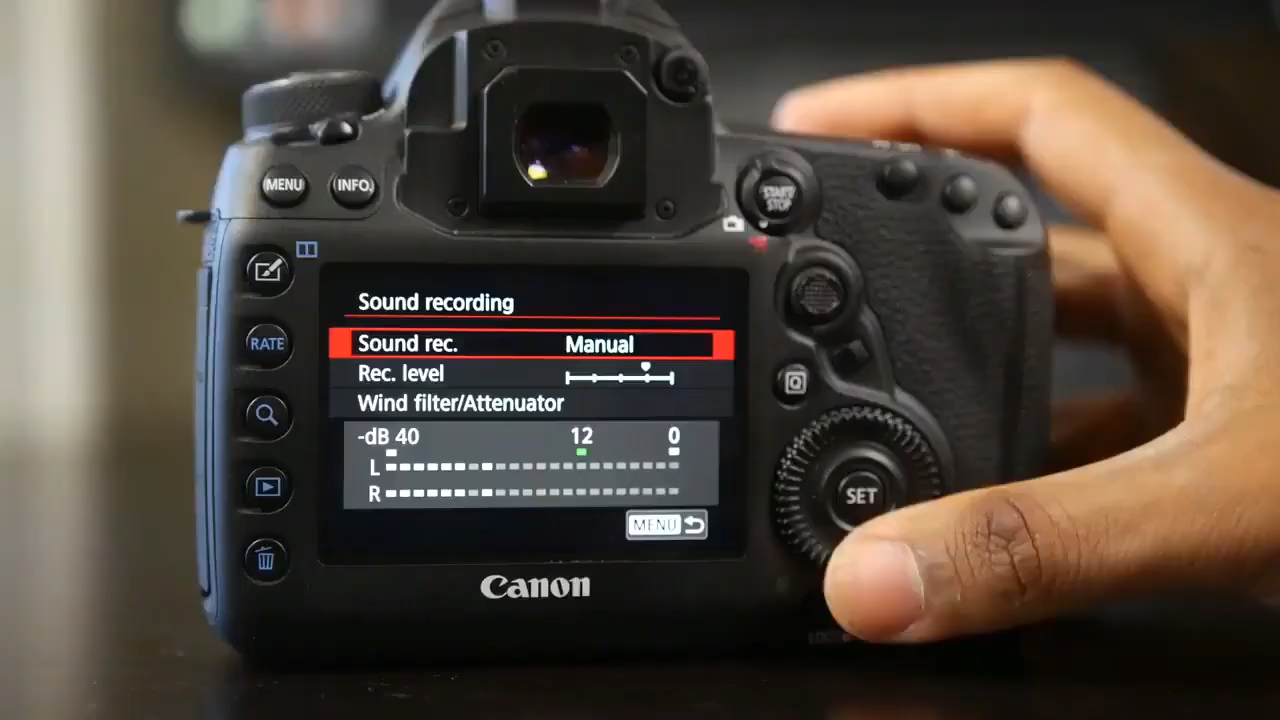 MENU
INFO.
START/
STOP
RATE
Sound recording
Sound rec. Manual
Rec. level
Wind filter/Attenuator
-dB 40 12 0
L
R
MENU
Q
SET
Canon